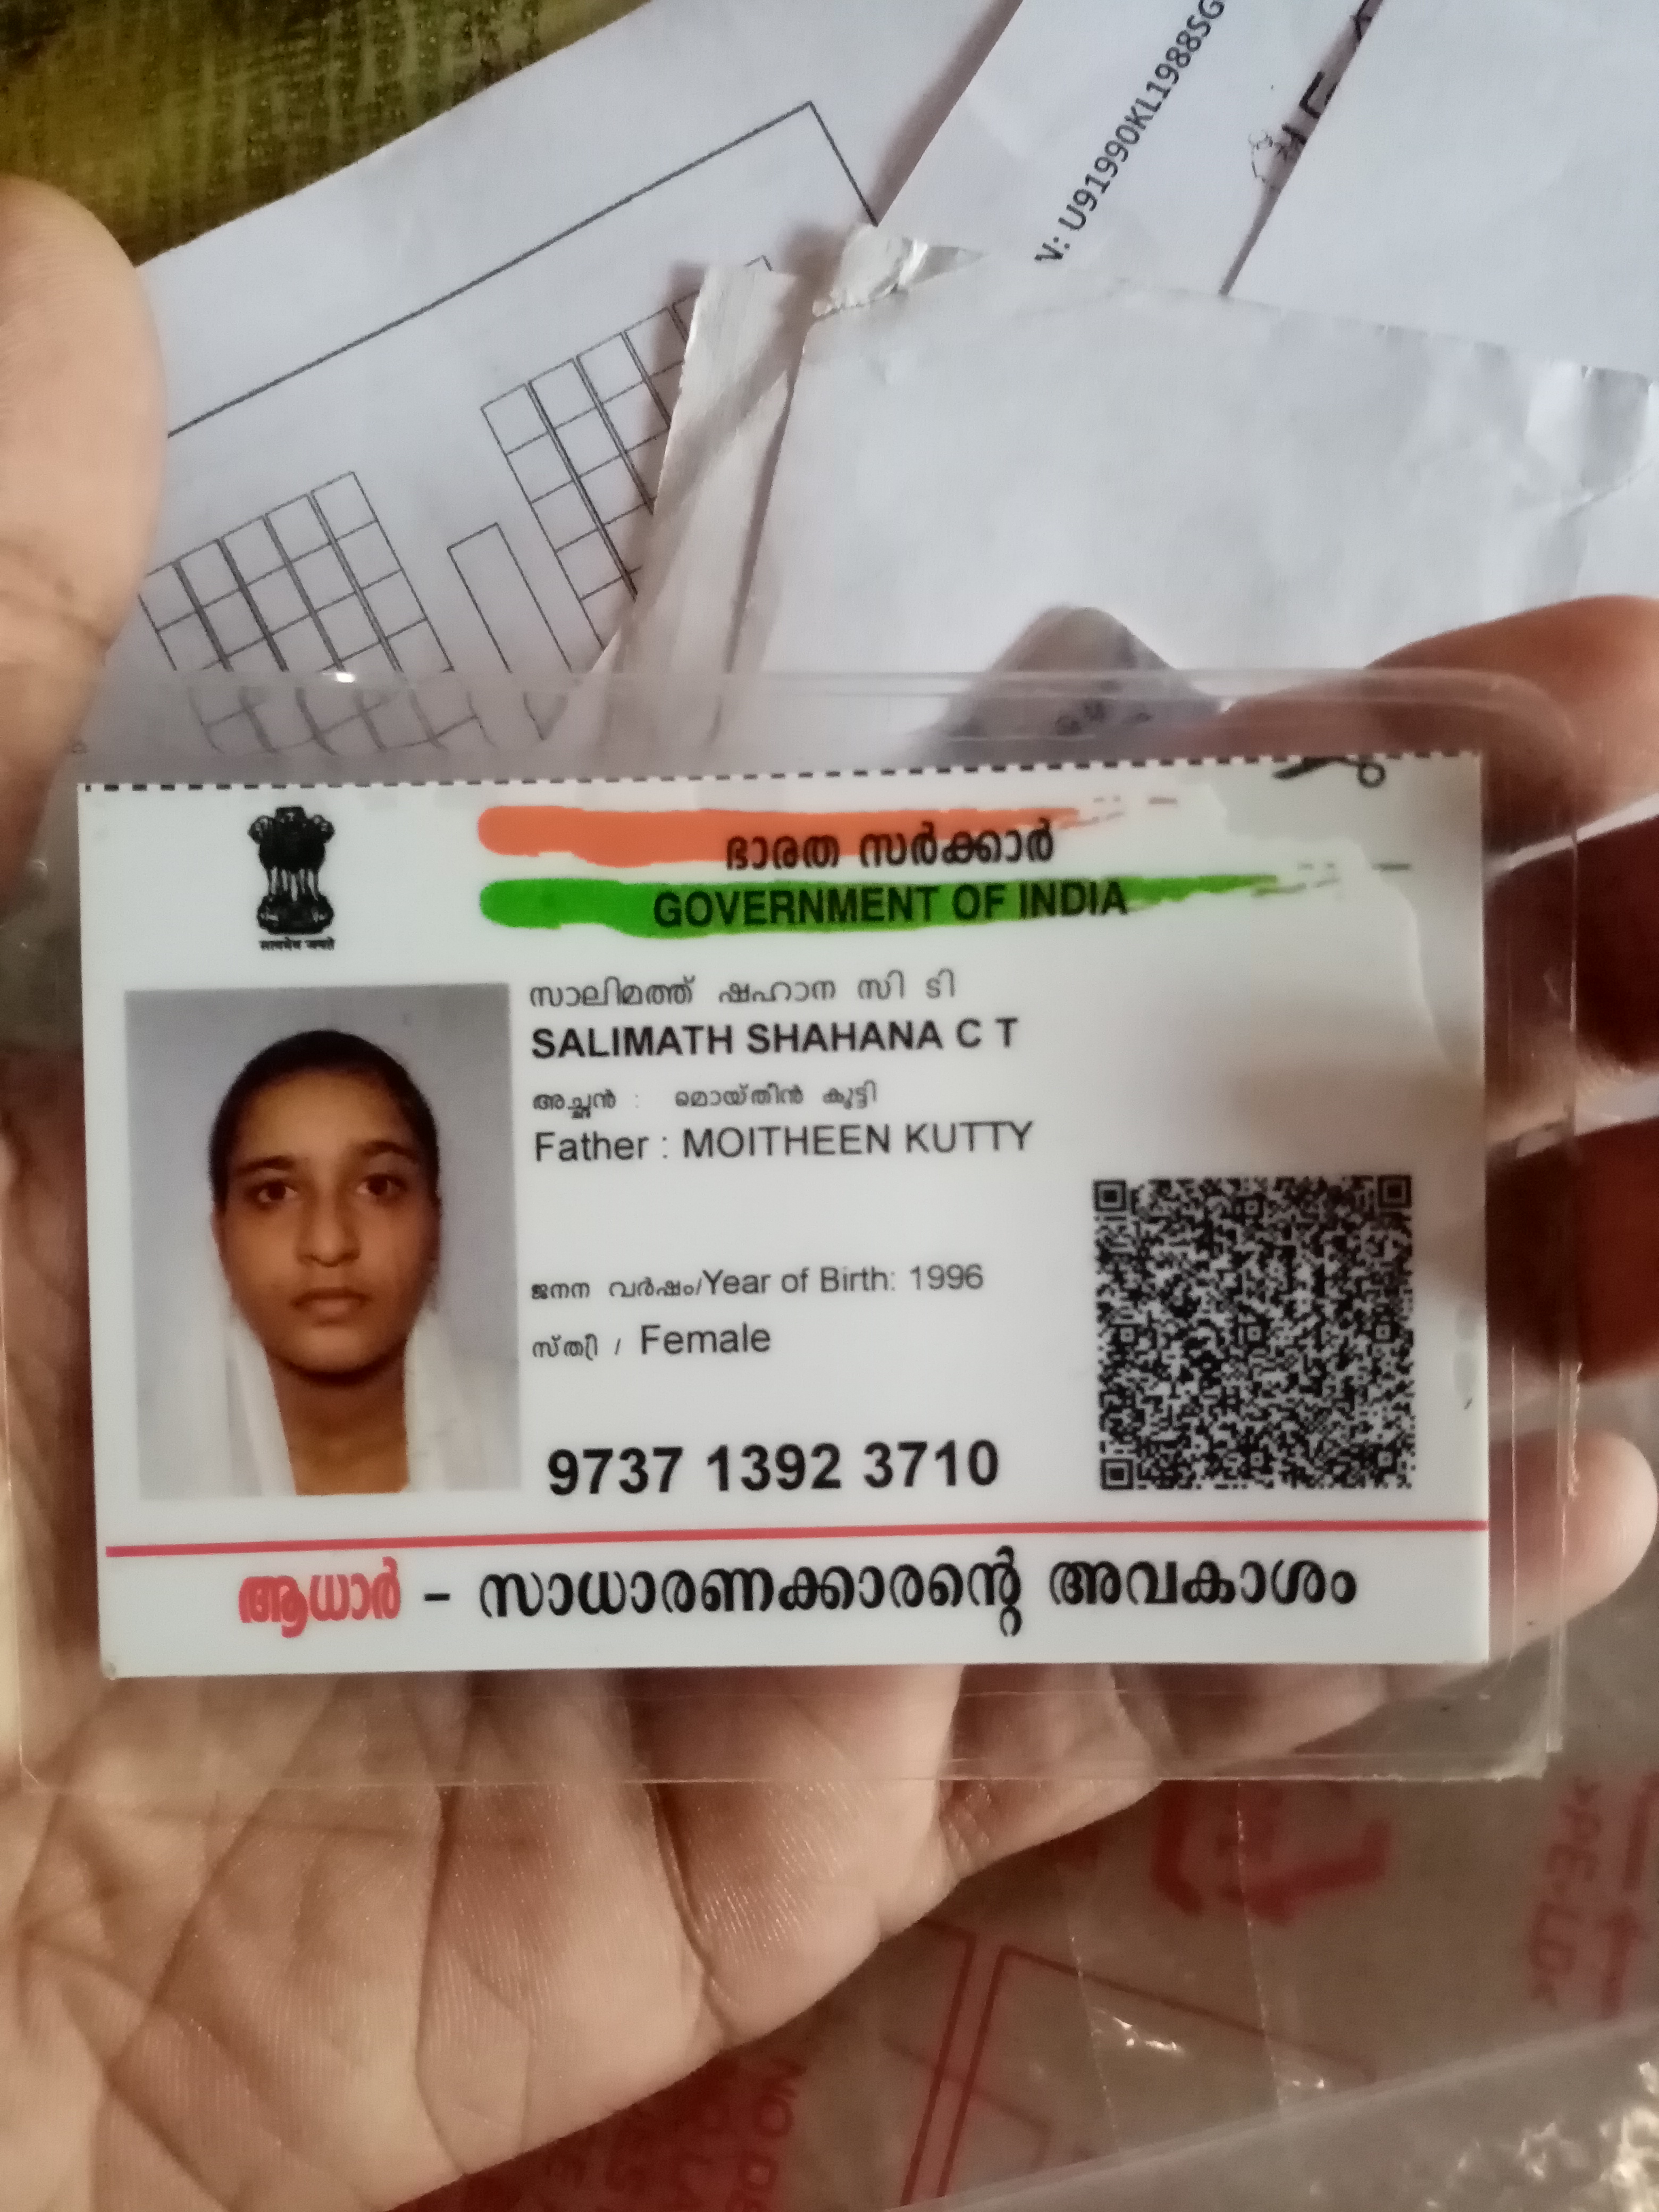 V: U91990KL1988SG
ഭാരത സർക്കാർ
GOVERNMENT OF INDIA
सत्यमेव जयते
സാലിമത്ത് ഷഹാന സി ടി
SALIMATH SHAHANA C T
അച്ഛൻ : മൊയ്തീൻ കുട്ടി
Father : MOITHEEN KUTTY
ജനന വർഷം/Year of Birth: 1996
സ്ത്രീ / Female
9737 1392 3710
ആധാർ – സാധാരണക്കാരന്റെ അവകാശം